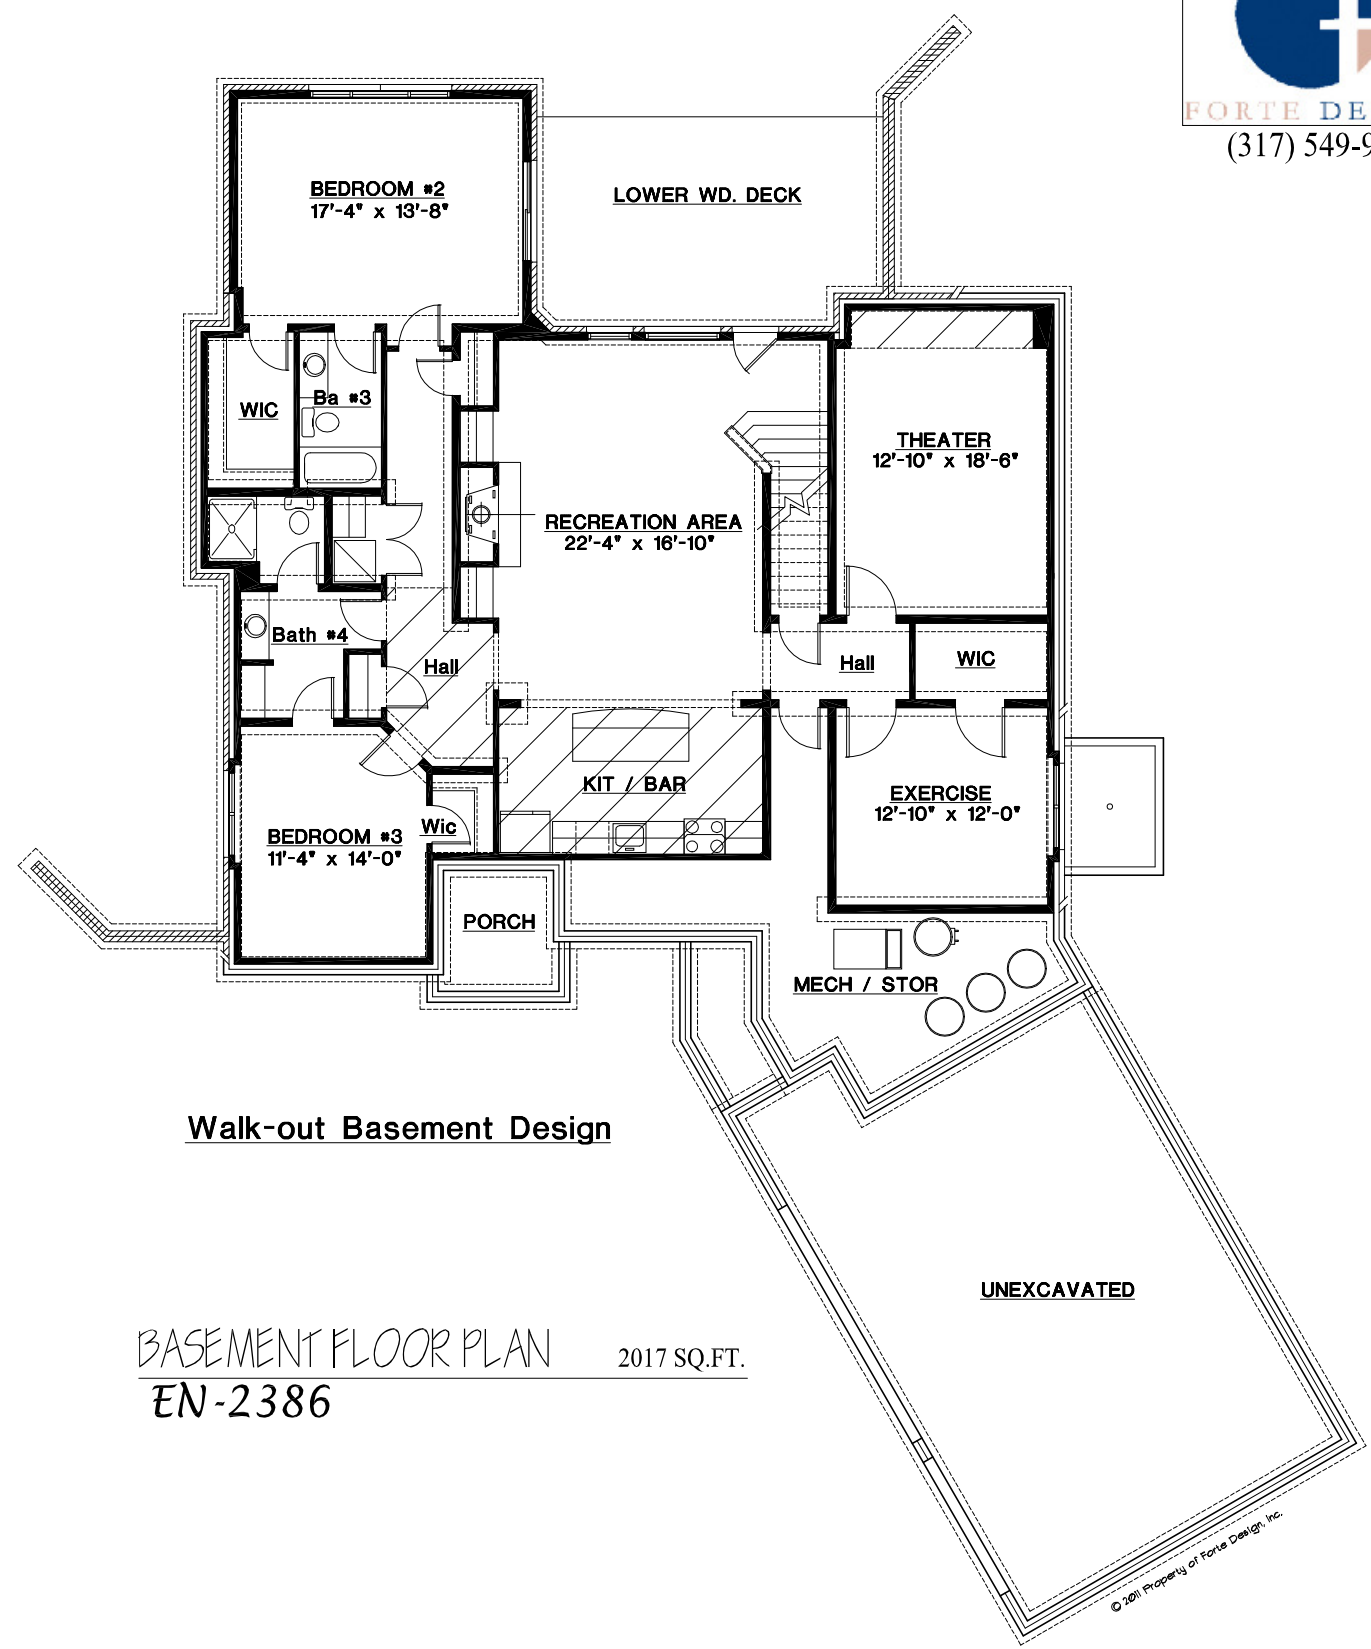 FORTE DE
(317) 549-9
BEDROOM #2
17'-4" x 13'-8"
LOWER WD. DECK
WIC
Ba #3
THEATER
12'-10" x 18'-6"
RECREATION AREA
22'-4" x 16'-10"
Bath #4
Hall
Hall
WIC
KIT / BAR
EXERCISE
12'-10" x 12'-0"
BEDROOM #3
11'-4" x 14'-0"
Wic
PORCH
MECH / STOR
Walk-out Basement Design
UNEXCAVATED
BASEMENT FLOOR PLAN 2017 SQ.FT.
EN-2386
© 2011 Property of Forte Design, Inc.